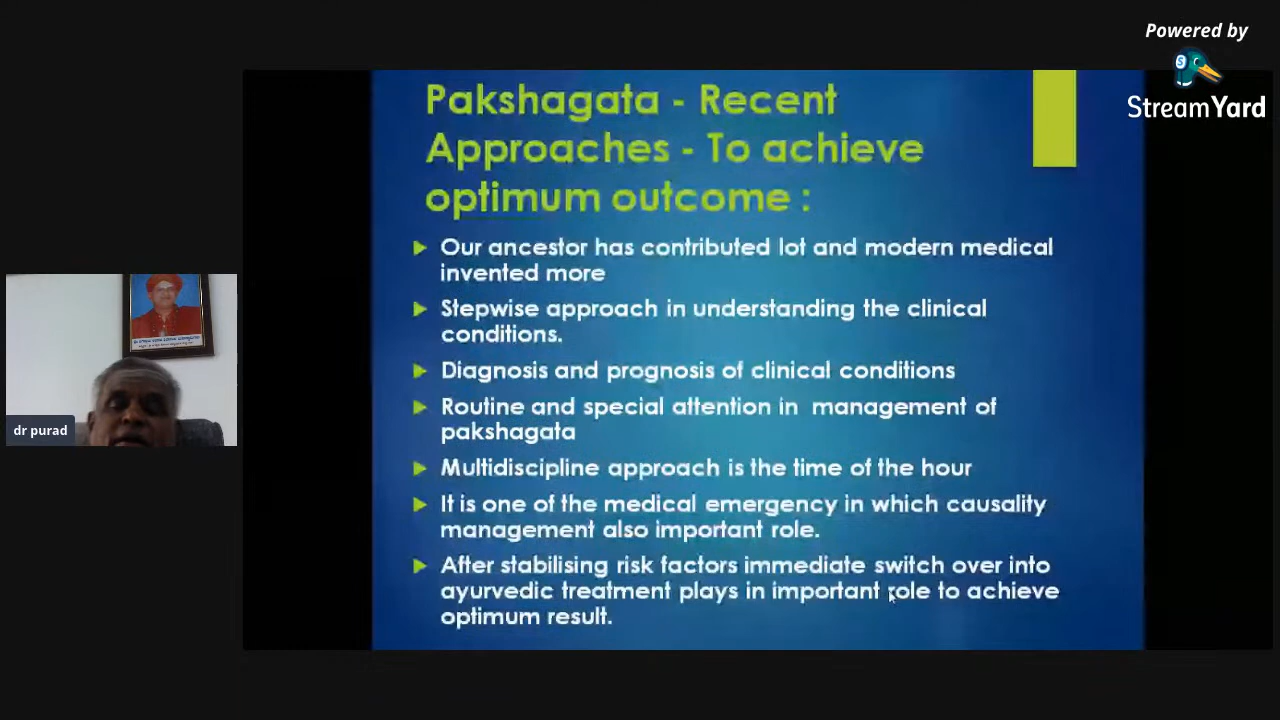 Powered by
StreamYard
Pakshagata - Recent
Approaches - To achieve
optimum outcome :
Our ancestor has contributed lot and modern medical
invented more
Stepwise approach in understanding the clinical
conditions.
Diagnosis and prognosis of clinical conditions
Routine and special attention in management of
pakshagata
Multidiscipline approach is the time of the hour
It is one of the medical emergency in which causality
management also important role.
After stabilising risk factors immediate switch over into
ayurvedic treatment plays in important role to achieve
optimum result.
dr purad